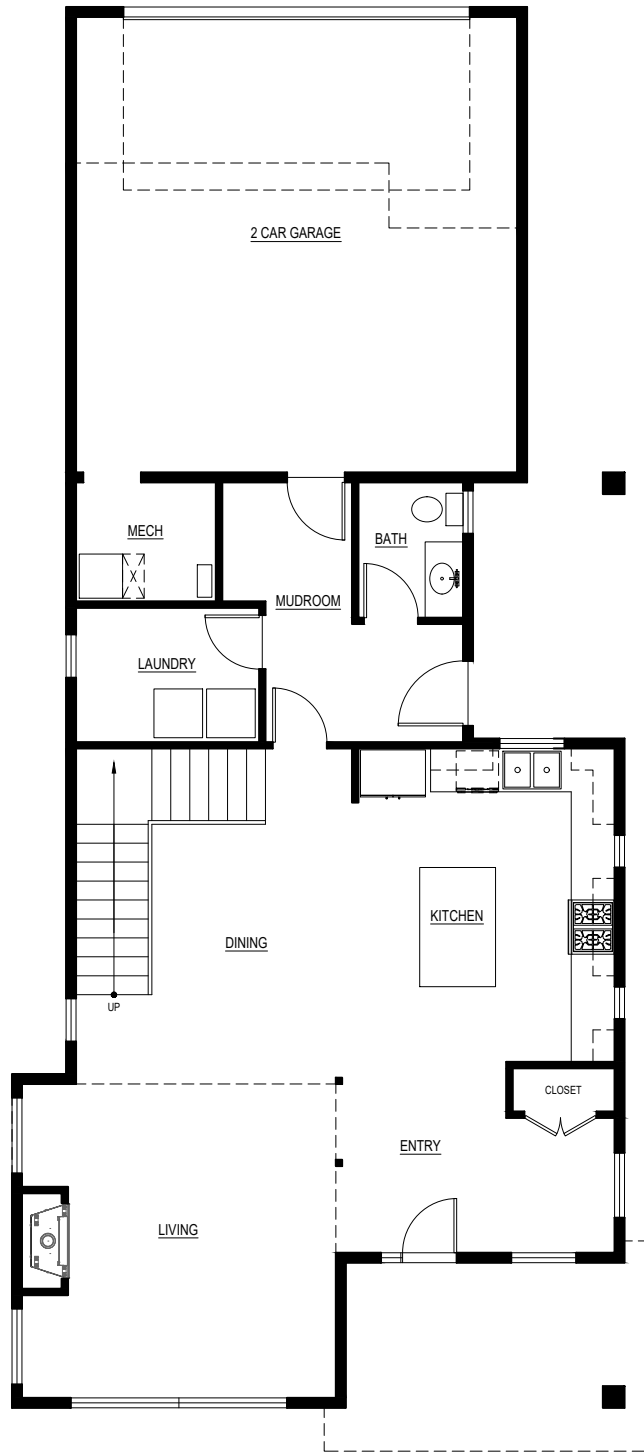 2 CAR GARAGE
MECH
BATH
MUDROOM
LAUNDRY
KITCHEN
DINING
UP
CLOSET
ENTRY
LIVING